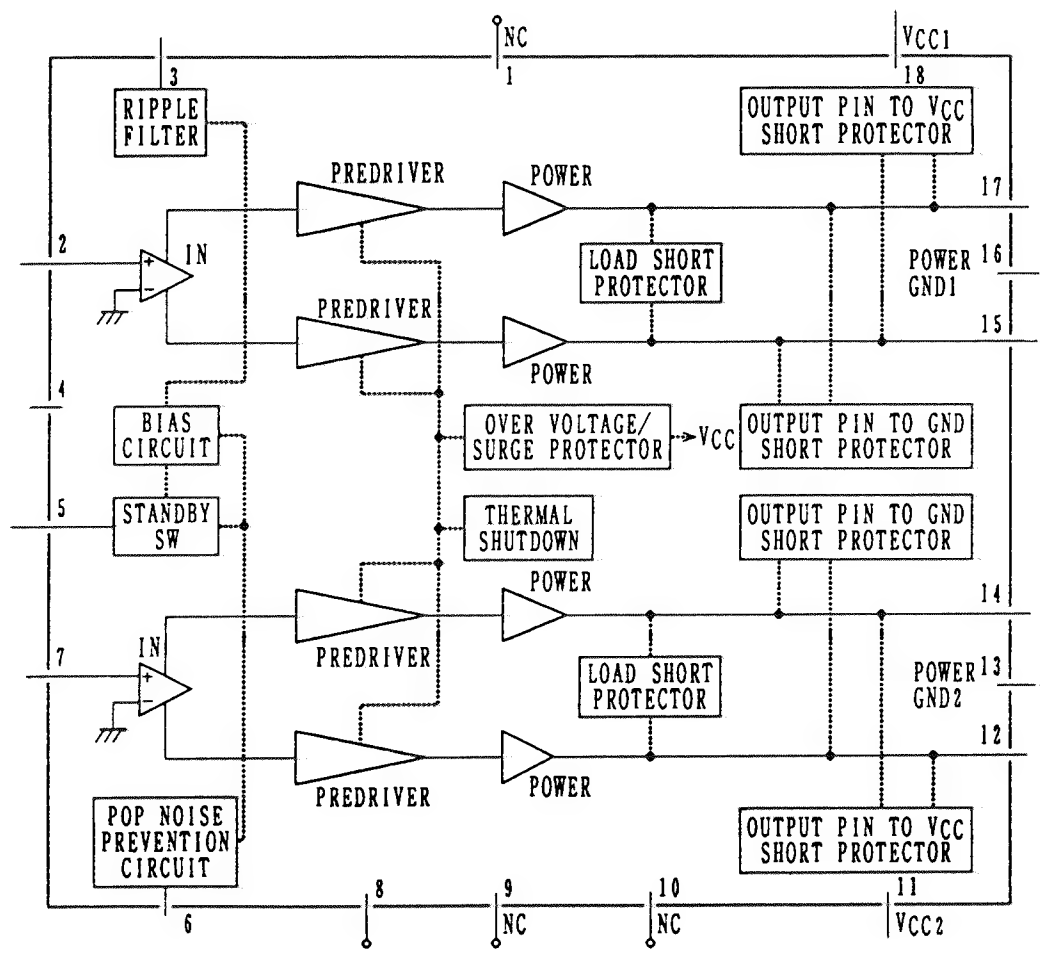 NC
VCC1
3
1
18
RIPPLE
FILTER
OUTPUT PIN TO VCC
SHORT PROTECTOR
PREDRIVER
POWER
17
2
+
-
IN
LOAD SHORT
PROTECTOR
POWER
GND1
16
PREDRIVER
POWER
15
4
BIAS
CIRCUIT
OVER VOLTAGE/
SURGE PROTECTOR
VCC
OUTPUT PIN TO GND
SHORT PROTECTOR
5
STANDBY
SW
THERMAL
SHUTDOWN
OUTPUT PIN TO GND
SHORT PROTECTOR
POWER
14
PREDRIVER
7
IN
+
-
LOAD SHORT
PROTECTOR
POWER
GND2
13
12
PREDRIVER
POWER
POP NOISE
PREVENTION
CIRCUIT
OUTPUT PIN TO VCC
SHORT PROTECTOR
6
8
9
NC
10
NC
11
VCC2